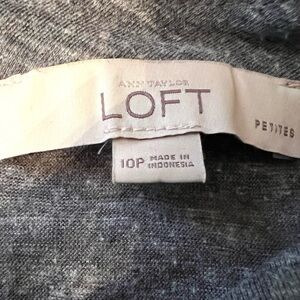 ANN TAYLOR
LOFT
PETITES
10P MADE IN
INDONESIA